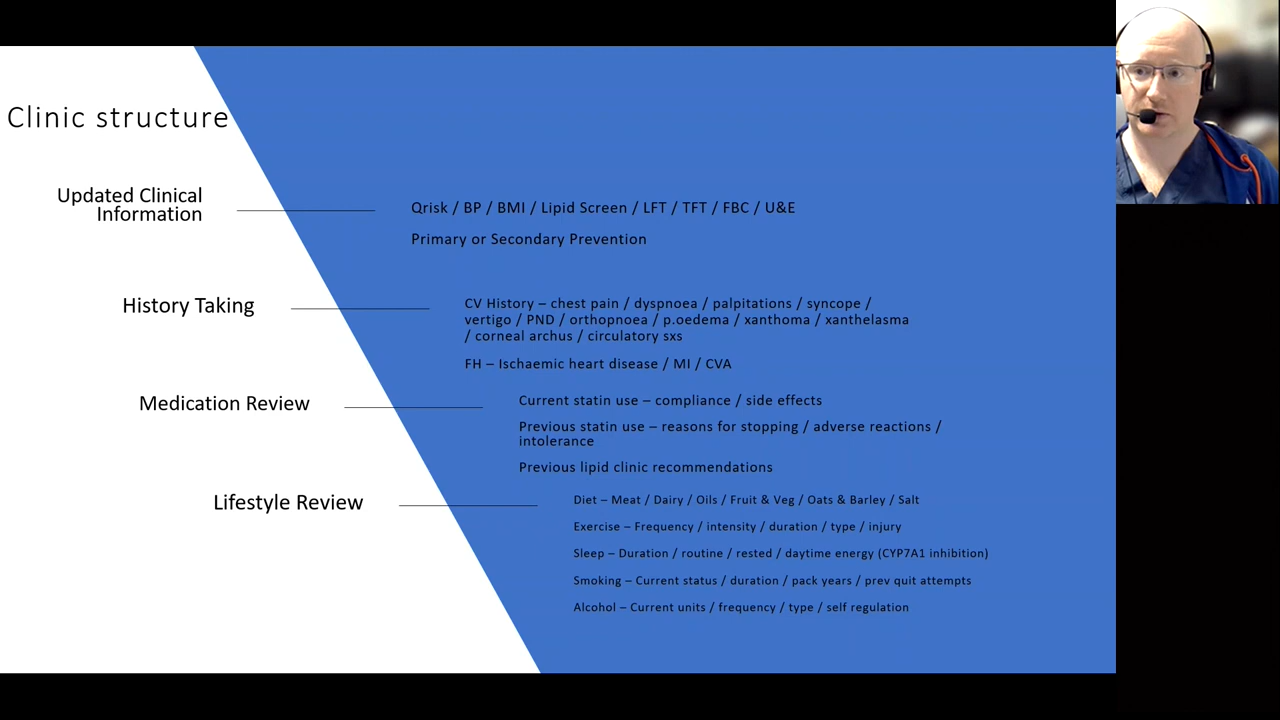 Clinic structure
Updated Clinical
Information
Qrisk / BP / BMI / Lipid Screen / LFT / TFT / FBC / U&E
Primary or Secondary Prevention
History Taking
CV History – chest pain / dyspnoea / palpitations / syncope /
vertigo / PND / orthopnoea / p.oedema / xanthoma / xanthelasma
/ corneal archus / circulatory sxs
FH – Ischaemic heart disease / MI / CVA
Medication Review
Current statin use – compliance / side effects
Previous statin use – reasons for stopping / adverse reactions /
intolerance
Previous lipid clinic recommendations
Lifestyle Review
Diet – Meat / Dairy / Oils / Fruit & Veg / Oats & Barley / Salt
Exercise – Frequency / intensity / duration / type / injury
Sleep – Duration / routine / rested / daytime energy (CYP7A1 inhibition)
Smoking – Current status / duration / pack years / prev quit attempts
Alcohol – Current units / frequency / type / self regulation